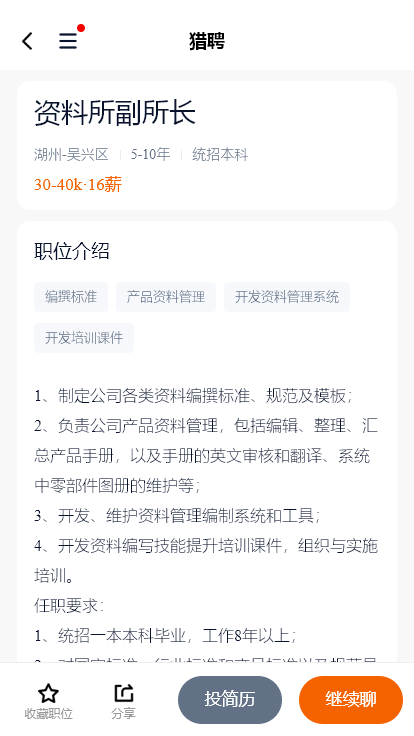 猎聘
资料所副所长
湖州-吴兴区 5-10年 统招本科
30-40k·16薪
职位介绍
编撰标准 产品资料管理 开发资料管理系统
开发培训课件
1、制定公司各类资料编撰标准、规范及模板；
2、负责公司产品资料管理，包括编辑、整理、汇
总产品手册，以及手册的英文审核和翻译、系统
中零部件图册的维护等；
3、开发、维护资料管理编制系统和工具；
4、开发资料编写技能提升培训课件，组织与实施
培训。
任职要求：
1、统招一本本科毕业，工作8年以上；
收藏职位 分享 投简历 继续聊